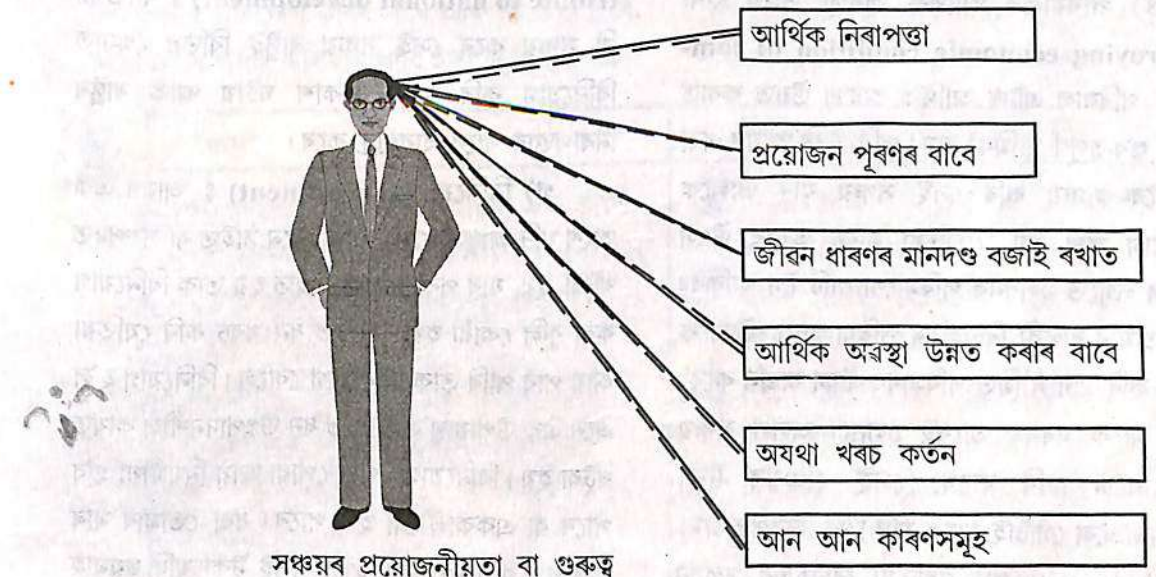 আৰ্থিক নিৰাপত্তা
প্ৰয়োজন পূৰণৰ বাবে
জীৱন ধাৰণৰ মানদণ্ড বজাই ৰখাত
আৰ্থিক অৱস্থা উন্নত কৰাৰ বাবে
অযথা খৰচ কৰ্তন
আন আন কাৰণসমূহ
সঞ্চয়ৰ প্ৰয়োজনীয়তা বা গুৰুত্ব